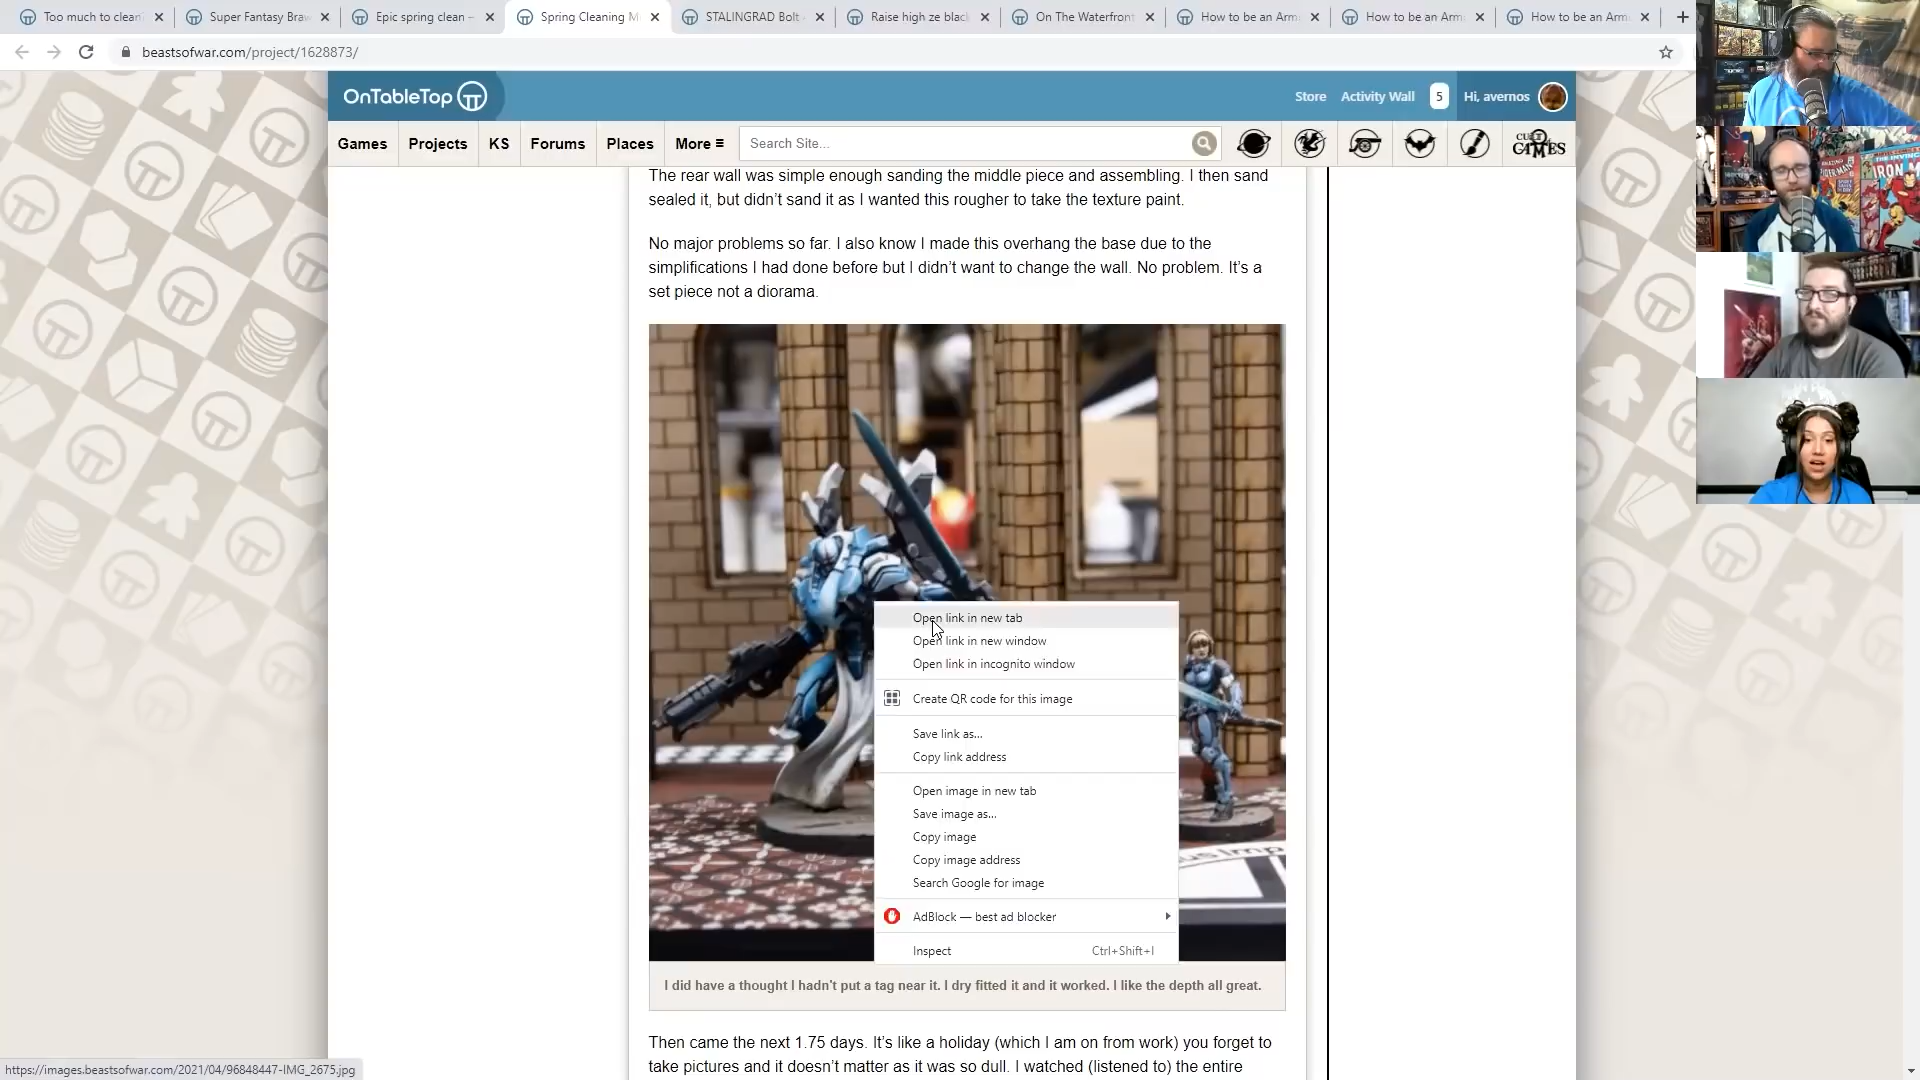 Too much to clean
Super Fantasy Braw
Epic spring clean –
Spring Cleaning M
STALINGRAD Bolt
Raise high ze blac
On The Waterfront
How to be an Arm
How to be an Arm
How to be an Arm
beastsofwar.com/project/1628873/
OnTableTop
Store
Activity Wall
5
Hi, avernos
Games
Projects
KS
Forums
Places
More ≡
Search Site...
CULT OF GAMES
The rear wall was simple enough sanding the middle piece and assembling. I then sand
sealed it, but didn’t sand it as I wanted this rougher to take the texture paint.
No major problems so far. I also know I made this overhang the base due to the
simplifications I had done before but I didn’t want to change the wall. No problem. It’s a
set piece not a diorama.
Open link in new tab
Open link in new window
Open link in incognito window
Create QR code for this image
Save link as...
Copy link address
Open image in new tab
Save image as...
Copy image
Copy image address
Search Google for image
AdBlock — best ad blocker
Inspect Ctrl+Shift+I
I did have a thought I hadn't put a tag near it. I dry fitted it and it worked. I like the depth all great.
Then came the next 1.75 days. It’s like a holiday (which I am on from work) you forget to
take pictures and it doesn’t matter as it was so dull. I watched (listened to) the entire
https://images.beastsofwar.com/2021/04/96848447-IMG_2675.jpg
IRON